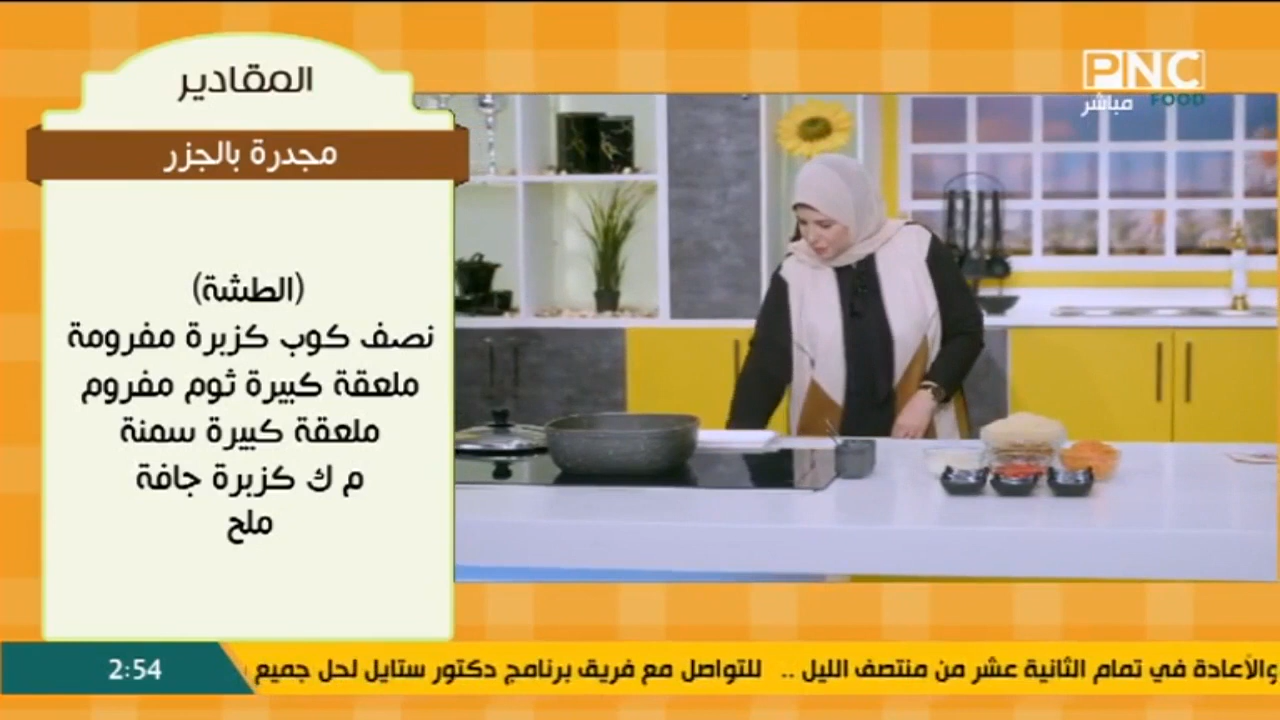 المقادير
مجدرة بالجزر
(الطشة)
نصف كوب كزبرة مفرومة
ملعقة كبيرة ثوم مفروم
ملعقة كبيرة سمنة
م ك كزبرة جافة
ملح
PNC
FOOD
مباشر
والأعادة في تمام الثانية عشر من منتصف الليل .. للتواصل مع فريق برنامج دكتور ستايل لحل جميع
2:54